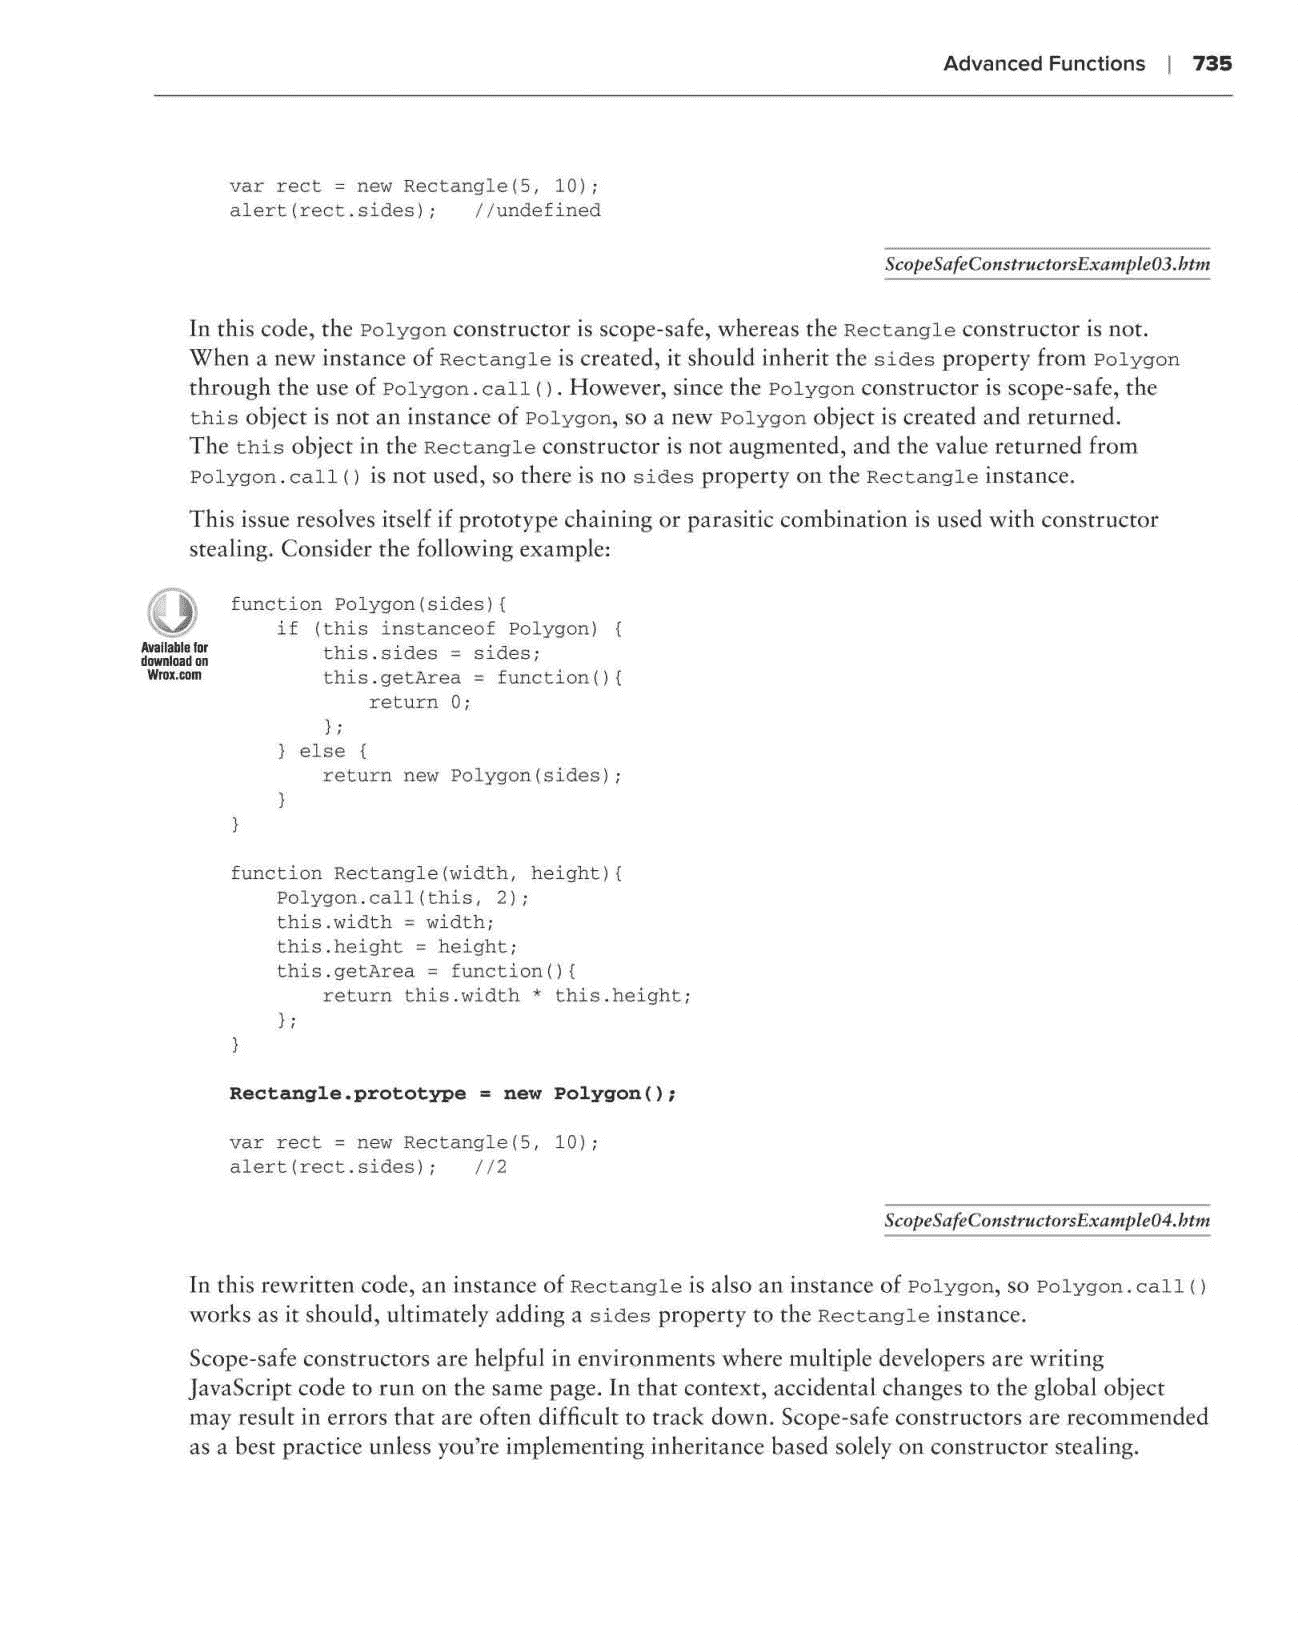 Advanced Functions | 735
var rect = new Rectangle(5, 10);
alert(rect.sides);   //undefined
ScopeSafeConstructorsExample03.htm
In this code, the Polygon constructor is scope-safe, whereas the Rectangle constructor is not.
When a new instance of Rectangle is created, it should inherit the sides property from Polygon
through the use of Polygon.call(). However, since the Polygon constructor is scope-safe, the
this object is not an instance of Polygon, so a new Polygon object is created and returned.
The this object in the Rectangle constructor is not augmented, and the value returned from
Polygon.call() is not used, so there is no sides property on the Rectangle instance.
This issue resolves itself if prototype chaining or parasitic combination is used with constructor
stealing. Consider the following example:
Available for
download on
Wrox.com
function Polygon(sides){
    if (this instanceof Polygon) {
        this.sides = sides;
        this.getArea = function(){
            return 0;
        };
    } else {
        return new Polygon(sides);
    }
}
function Rectangle(width, height){
    Polygon.call(this, 2);
    this.width = width;
    this.height = height;
    this.getArea = function(){
        return this.width * this.height;
    };
}
Rectangle.prototype = new Polygon();
var rect = new Rectangle(5, 10);
alert(rect.sides);   //2
ScopeSafeConstructorsExample04.htm
In this rewritten code, an instance of Rectangle is also an instance of Polygon, so Polygon.call()
works as it should, ultimately adding a sides property to the Rectangle instance.
Scope-safe constructors are helpful in environments where multiple developers are writing
JavaScript code to run on the same page. In that context, accidental changes to the global object
may result in errors that are often difficult to track down. Scope-safe constructors are recommended
as a best practice unless you're implementing inheritance based solely on constructor stealing.